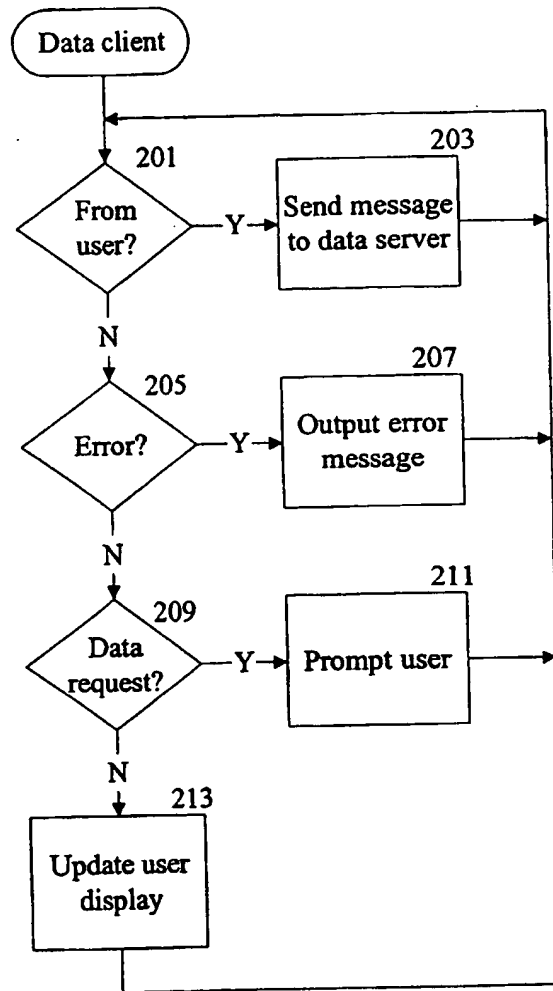 Data client
201
From
user?
Y
203
Send message
to data server
N
205
Error?
Y
207
Output error
message
N
209
Data
request?
Y
211
Prompt user
N
213
Update user
display